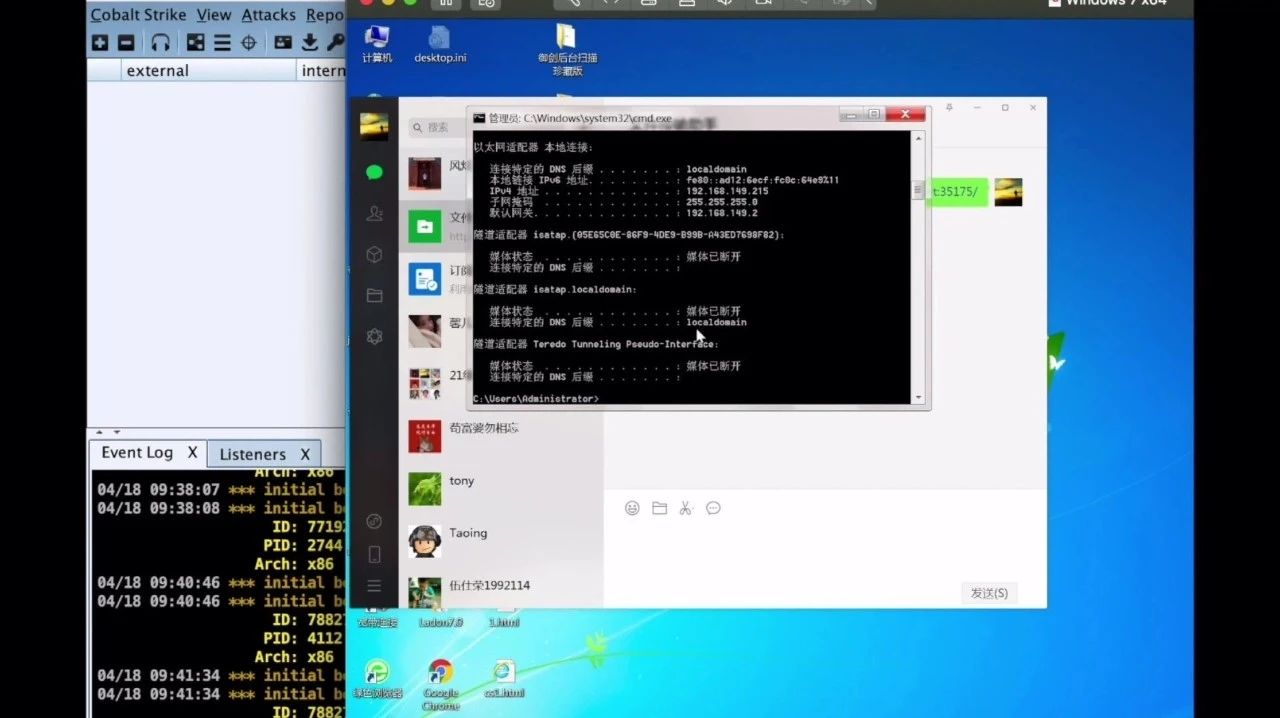 Cobalt Strike View Attacks Repo
external
intern
Windows 7 x64
计算机
desktop.ini
御剑后台扫描
珍藏版
搜索
管理员: C:\Windows\system32\cmd.exe
以太网适配器 本地连接:
连接特定的 DNS 后缀 . . . . . . . : localdomain
本地链接 IPv6 地址. . . . . . . . : fe80::ad12:6ecf:fc0c:64e9%11
IPv4 地址 . . . . . . . . . . . . : 192.168.149.215
子网掩码 . . . . . . . . . . . . : 255.255.255.0
默认网关. . . . . . . . . . . . . : 192.168.149.2
隧道适配器 isatap.{05E65C0E-86F9-4DE9-B99B-A43ED7698F82}:
媒体状态 . . . . . . . . . . . . : 媒体已断开
连接特定的 DNS 后缀 . . . . . . . :
隧道适配器 isatap.localdomain:
媒体状态 . . . . . . . . . . . . : 媒体已断开
连接特定的 DNS 后缀 . . . . . . . : localdomain
隧道适配器 Teredo Tunneling Pseudo-Interface:
媒体状态 . . . . . . . . . . . . : 媒体已断开
连接特定的 DNS 后缀 . . . . . . . :
C:\Users\Administrator>
t:35175/
文件
http
订阅
利用
馨儿
21
苟富婆勿相忘
tony
Taoing
伍仕荣1992114
发送(S)
宽带连接
Ladon7.0
1.html
绿色浏览器
Google
Chrome
cs1.html
Event Log X
Listeners X
Arch: x86
04/18 09:38:07 *** initial b
04/18 09:38:08 *** initial b
ID: 7719
PID: 2744
Arch: x86
04/18 09:40:46 *** initial b
04/18 09:40:46 *** initial b
ID: 7882
PID: 4112
Arch: x86
04/18 09:41:34 *** initial b
04/18 09:41:34 *** initial b
ID: 7882